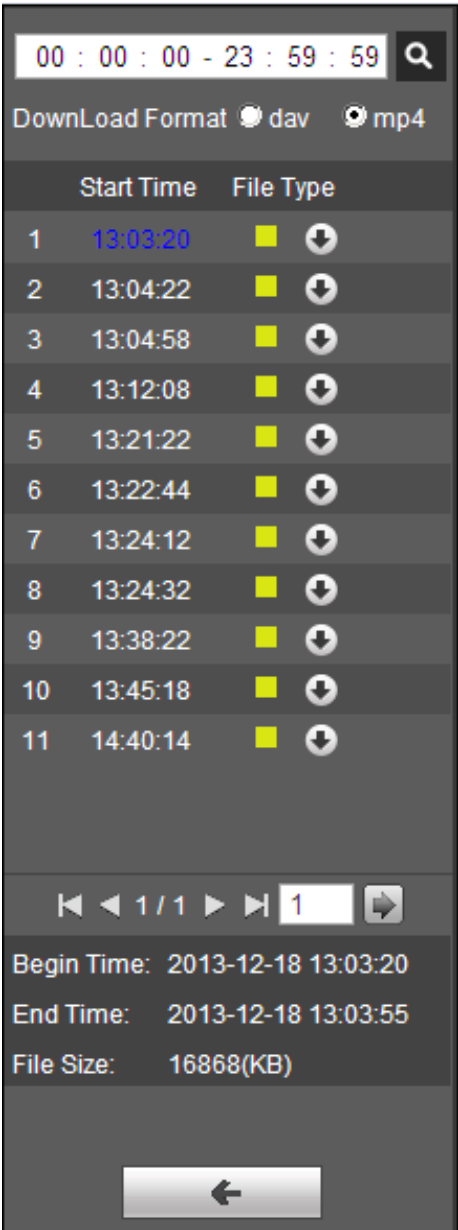 00 : 00 : 00 - 23 : 59 : 59
DownLoad Format dav mp4
Start Time File Type
1 13:03:20
2 13:04:22
3 13:04:58
4 13:12:08
5 13:21:22
6 13:22:44
7 13:24:12
8 13:24:32
9 13:38:22
10 13:45:18
11 14:40:14
1 / 1 1
Begin Time: 2013-12-18 13:03:20
End Time: 2013-12-18 13:03:55
File Size: 16868(KB)